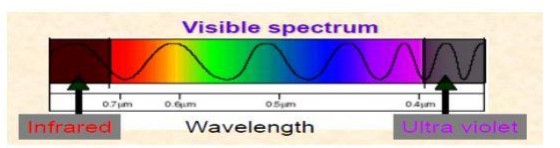 Visible spectrum
0.7µm 0.6µm 0.5µm 0.4µm
Infrared Wavelength Ultra violet